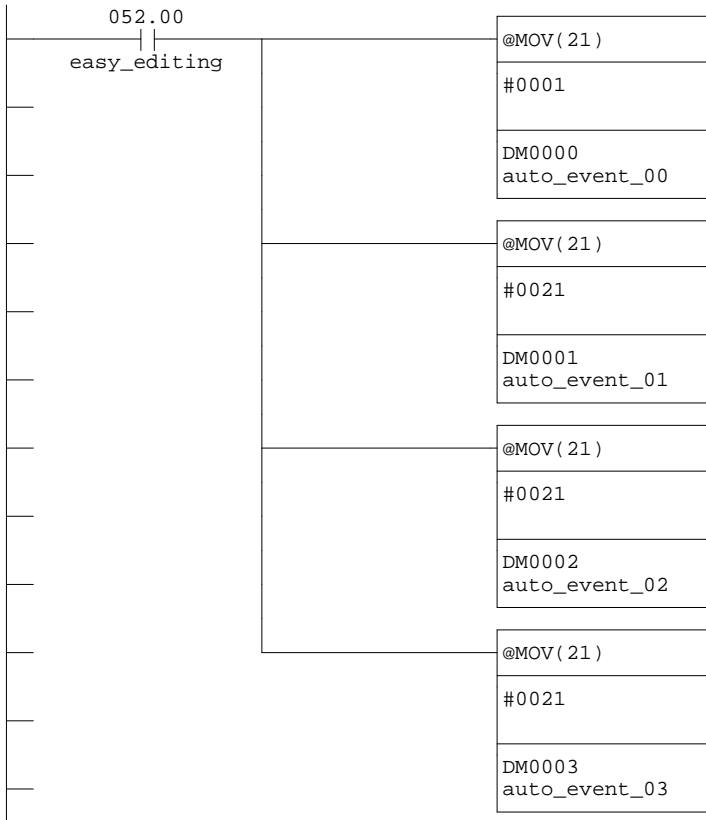 052.00
easy_editing
@MOV(21)
#0001
DM0000
auto_event_00
@MOV(21)
#0021
DM0001
auto_event_01
@MOV(21)
#0021
DM0002
auto_event_02
@MOV(21)
#0021
DM0003
auto_event_03